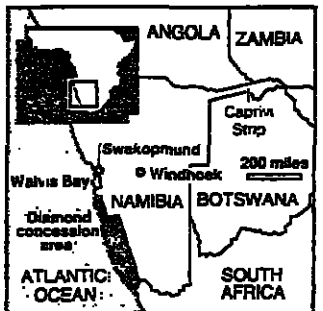 ANGOLA
ZAMBIA
Caprivi
Strip
Swakopmund
200 miles
Walvis Bay
Windhoek
NAMIBIA
BOTSWANA
Diamond
concession
area
ATLANTIC
OCEAN
SOUTH
AFRICA